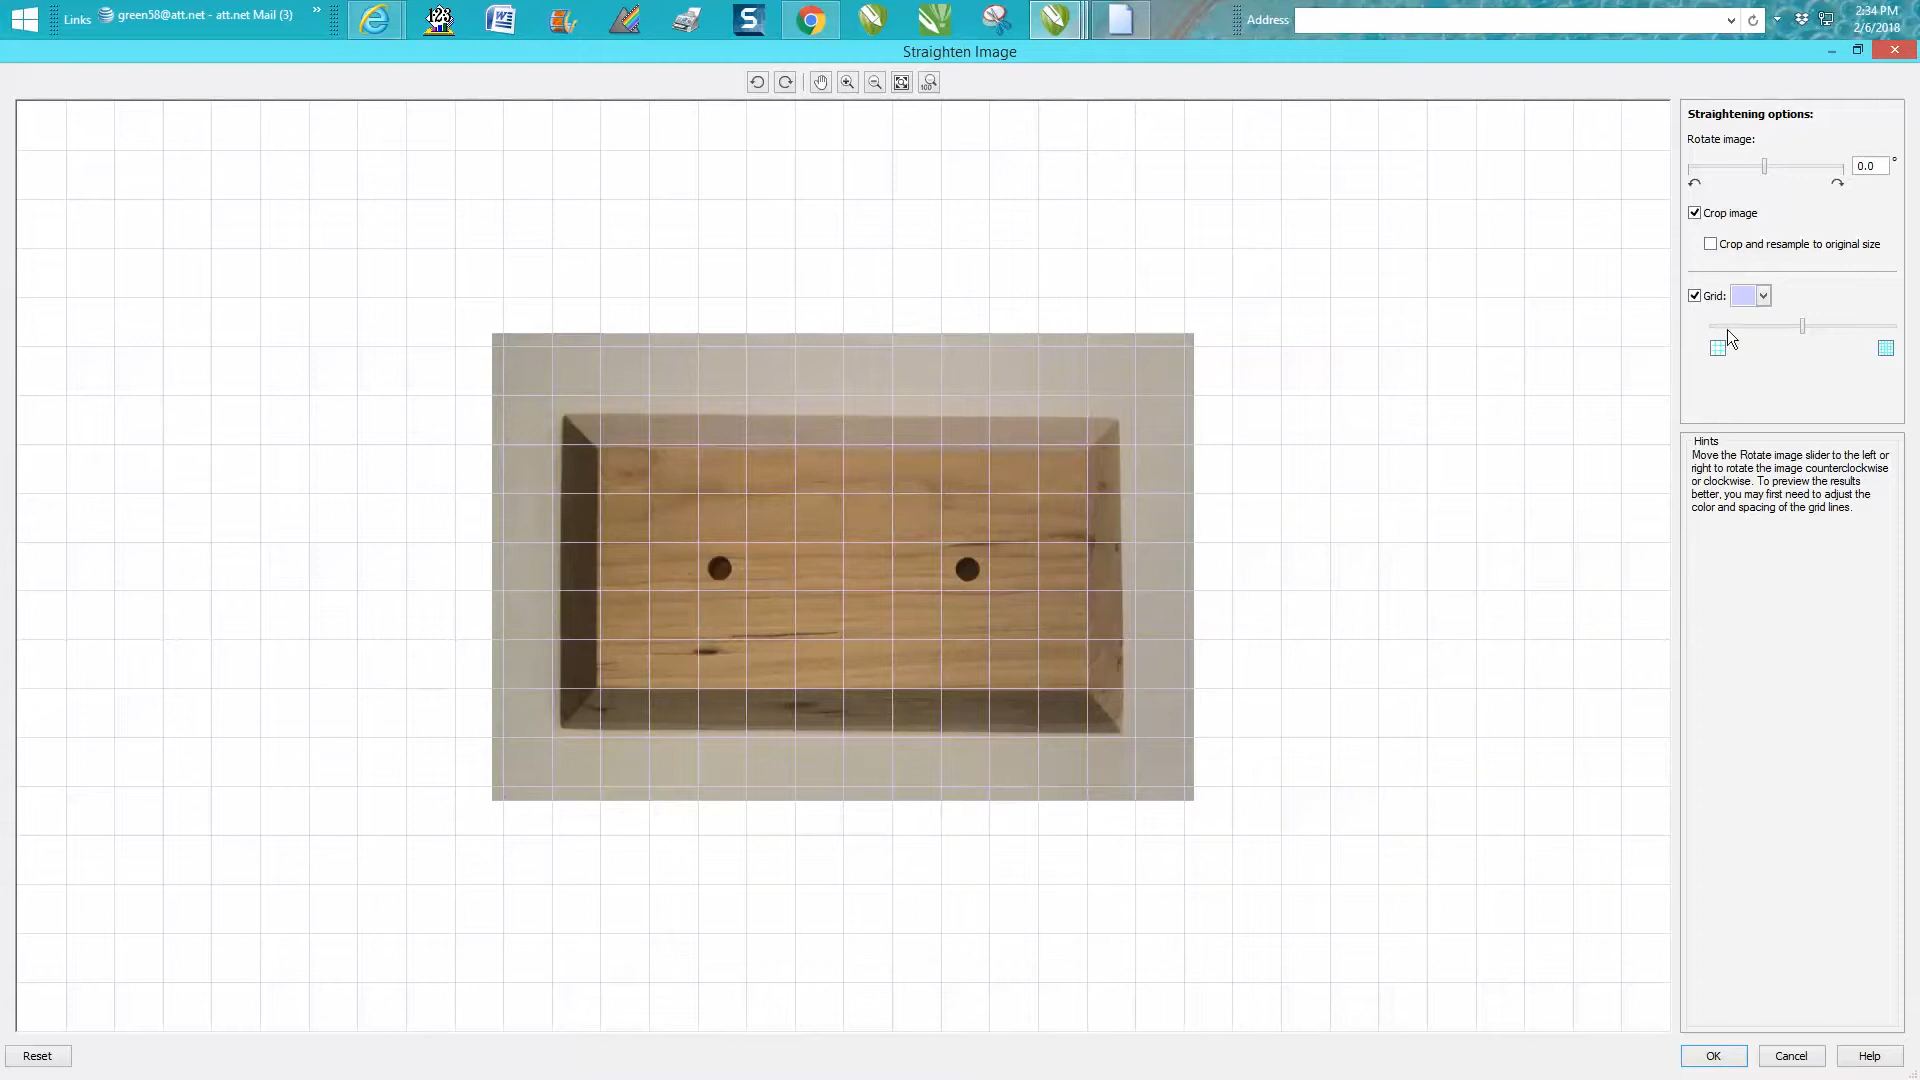 Links green58@att.net - att.net Mail (3) » 123 W S Address 2:34 PM
2/6/2018
Straighten Image
100
Straightening options:
Rotate image:
0.0 °
Crop image
Crop and resample to original size
Grid:
Hints
Move the Rotate image slider to the left or
right to rotate the image counterclockwise
or clockwise. To preview the results
better, you may first need to adjust the
color and spacing of the grid lines.
Reset OK Cancel Help